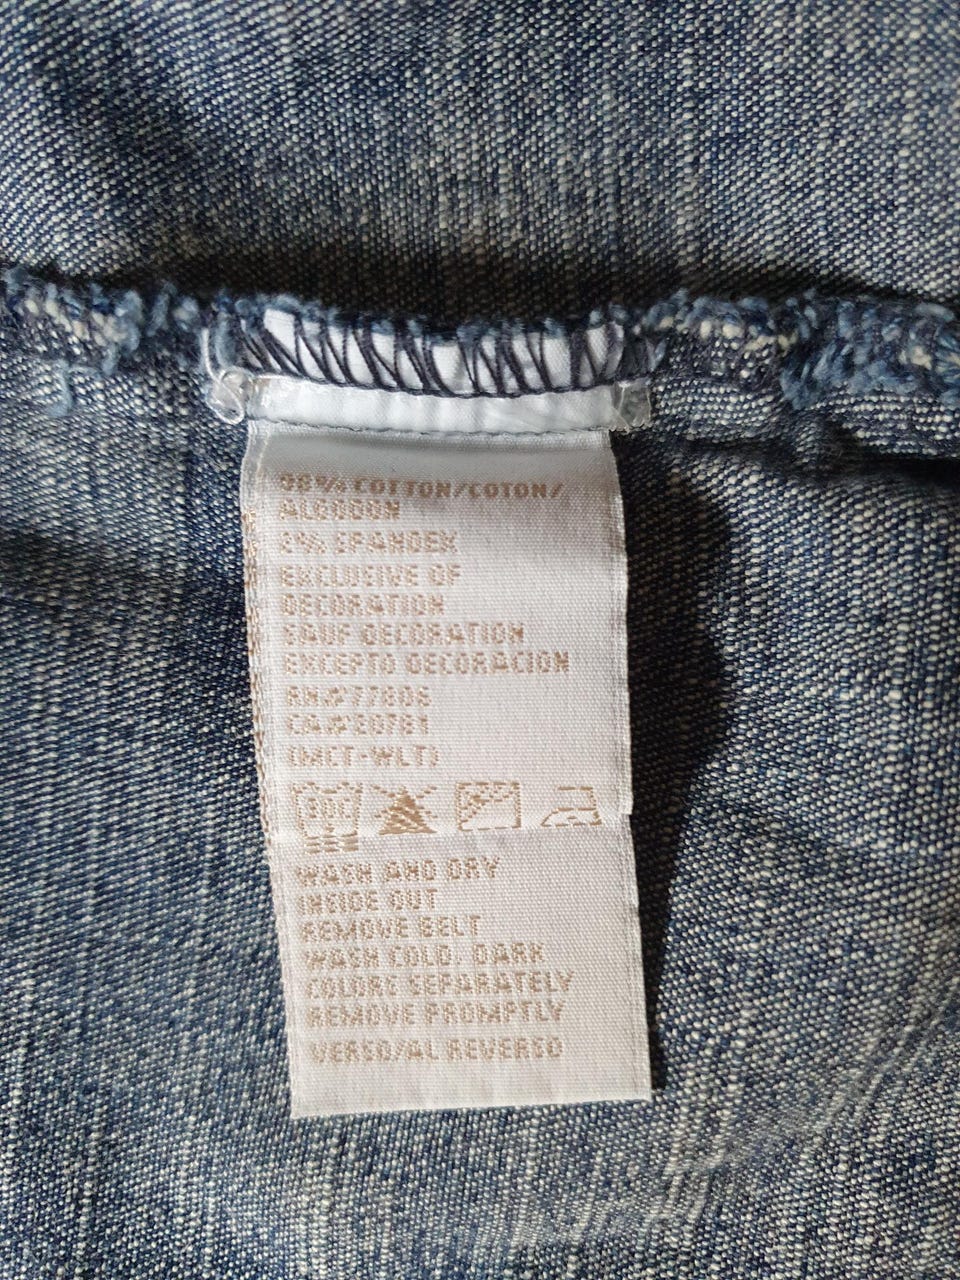 98% COTTON/COTON/
ALGODON
2% SPANDEX
EXCLUSIVE OF
DECORATION
SAUF DECORATION
EXCEPTO DECORACION
RN#77806
CA#20781
(MCT-WLT)
30C
WASH AND DRY
INSIDE OUT
REMOVE BELT
WASH COLD. DARK
COLORS SEPARATELY
REMOVE PROMPTLY
VERSO/AL REVERSO